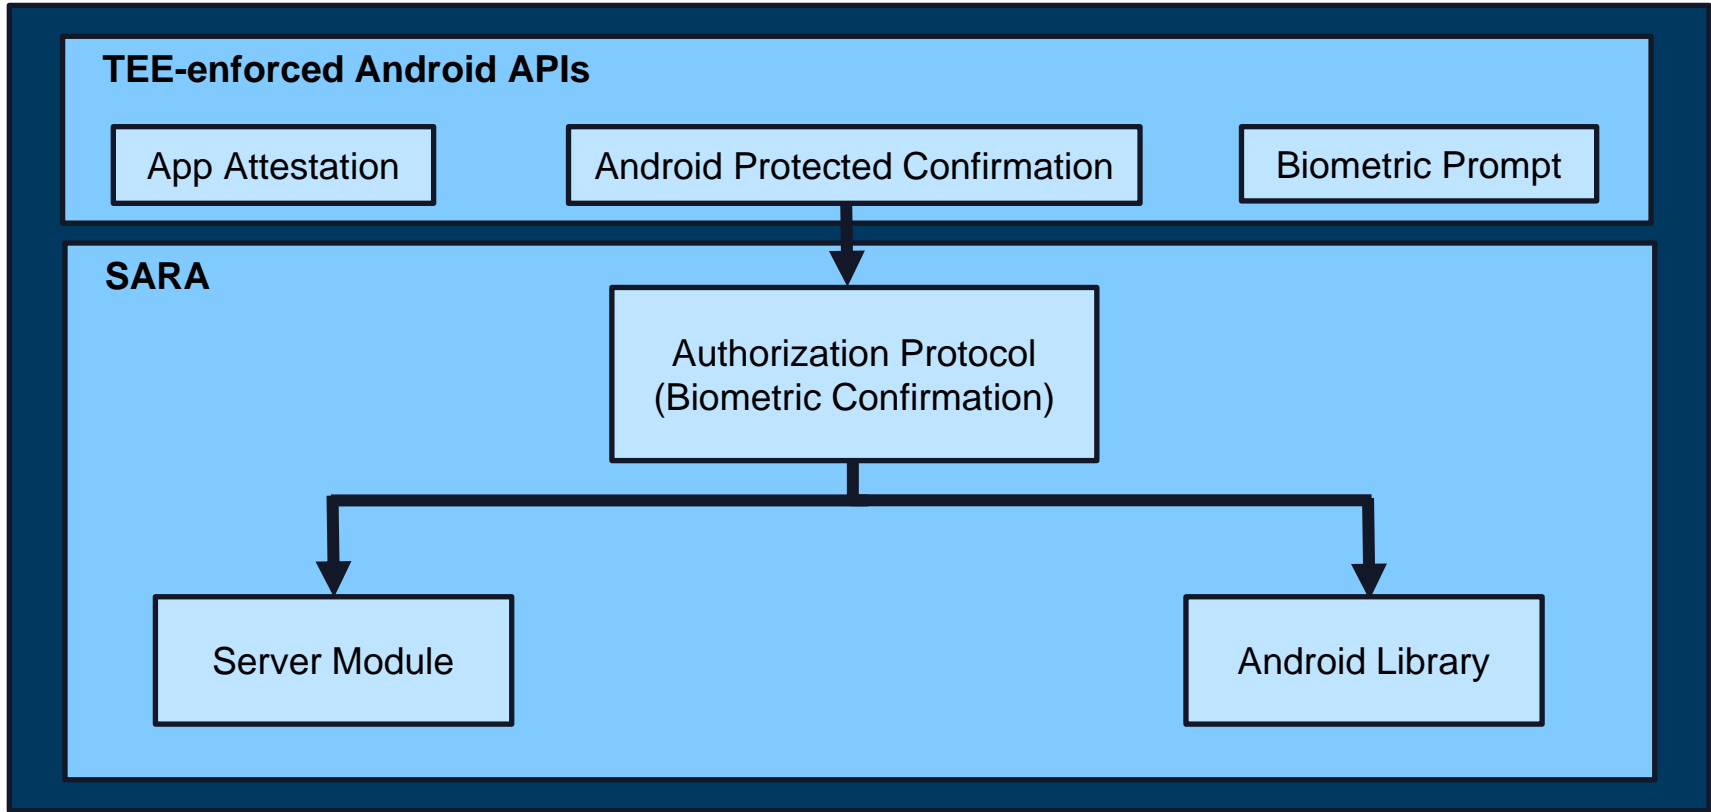 TEE-enforced Android APIs
App Attestation
Android Protected Confirmation
Biometric Prompt
SARA
Authorization Protocol
(Biometric Confirmation)
Server Module
Android Library